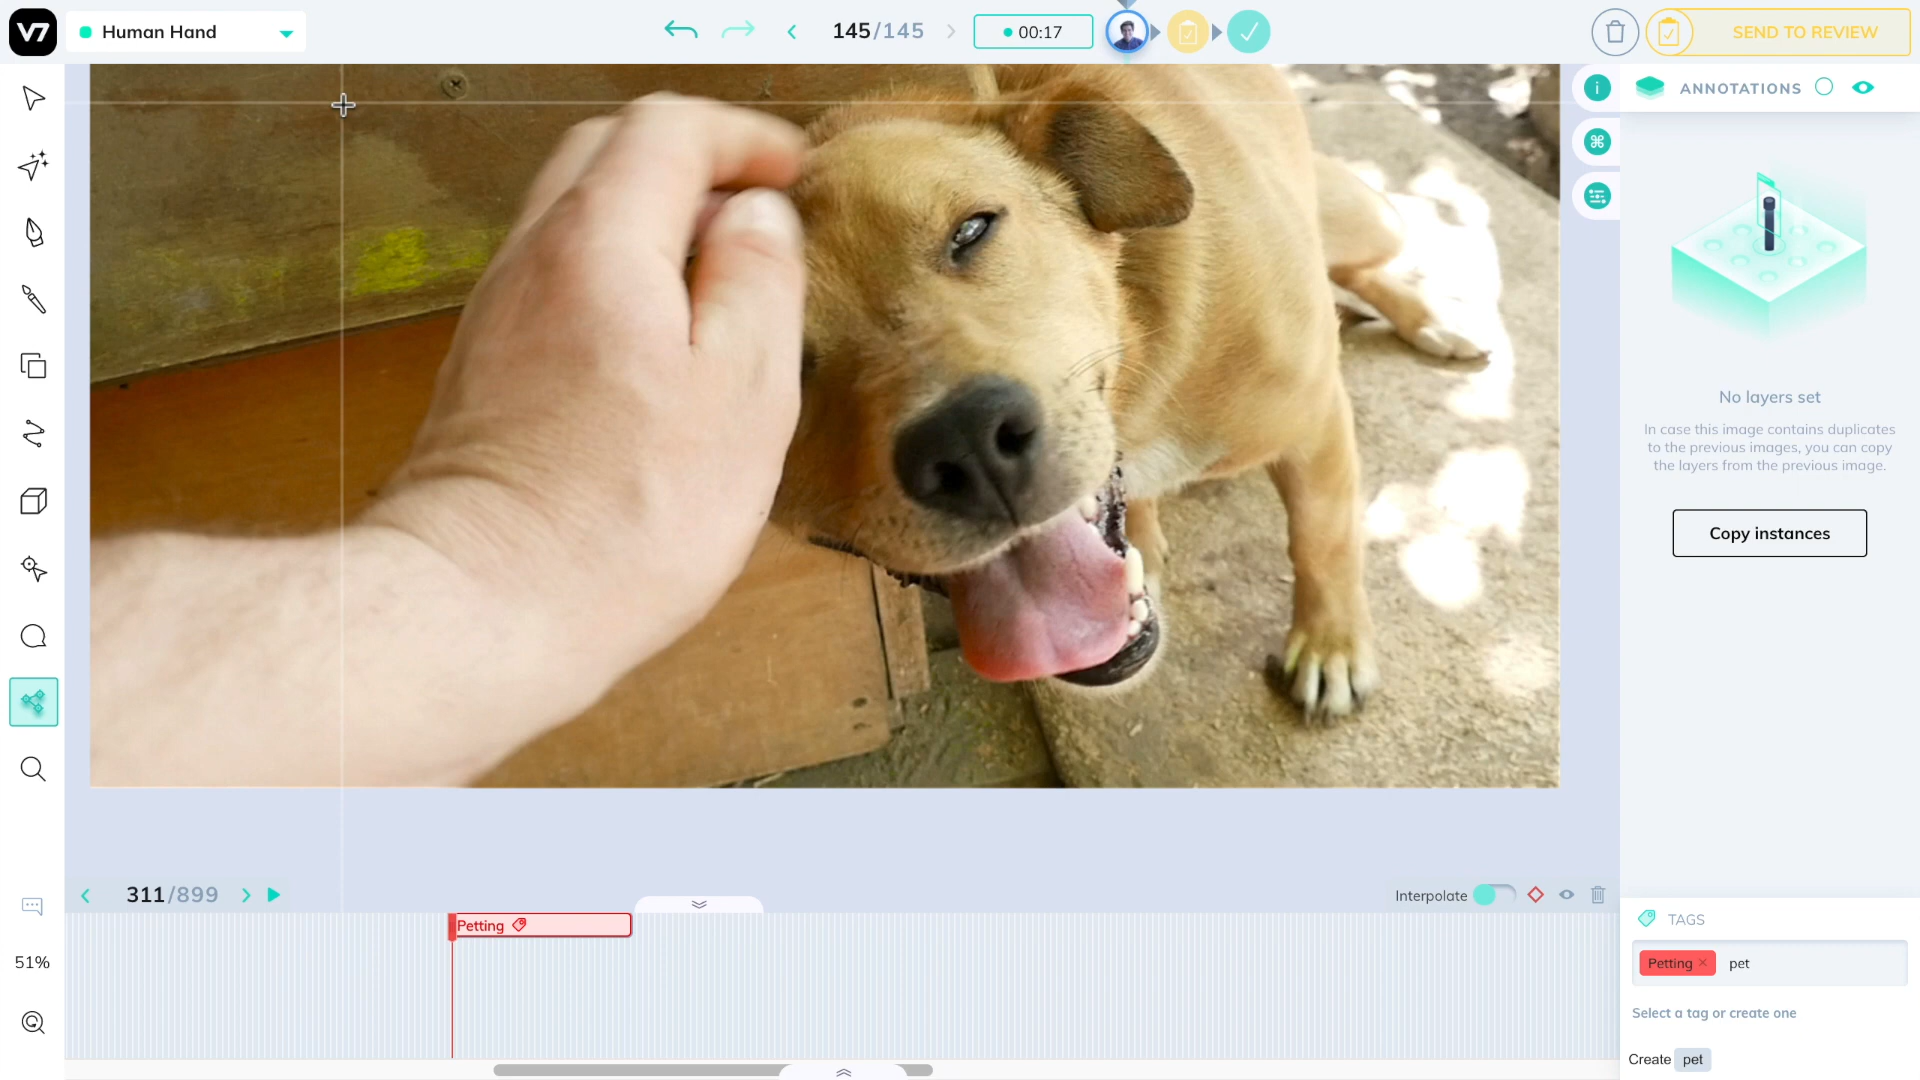 V7
Human Hand
145/145
00:17
SEND TO REVIEW
i
ANNOTATIONS
No layers set
In case this image contains duplicates
to the previous images, you can copy
the layers from the previous image.
Copy instances
311/899
Interpolate
Petting
TAGS
Petting × pet
51%
Select a tag or create one
Create pet